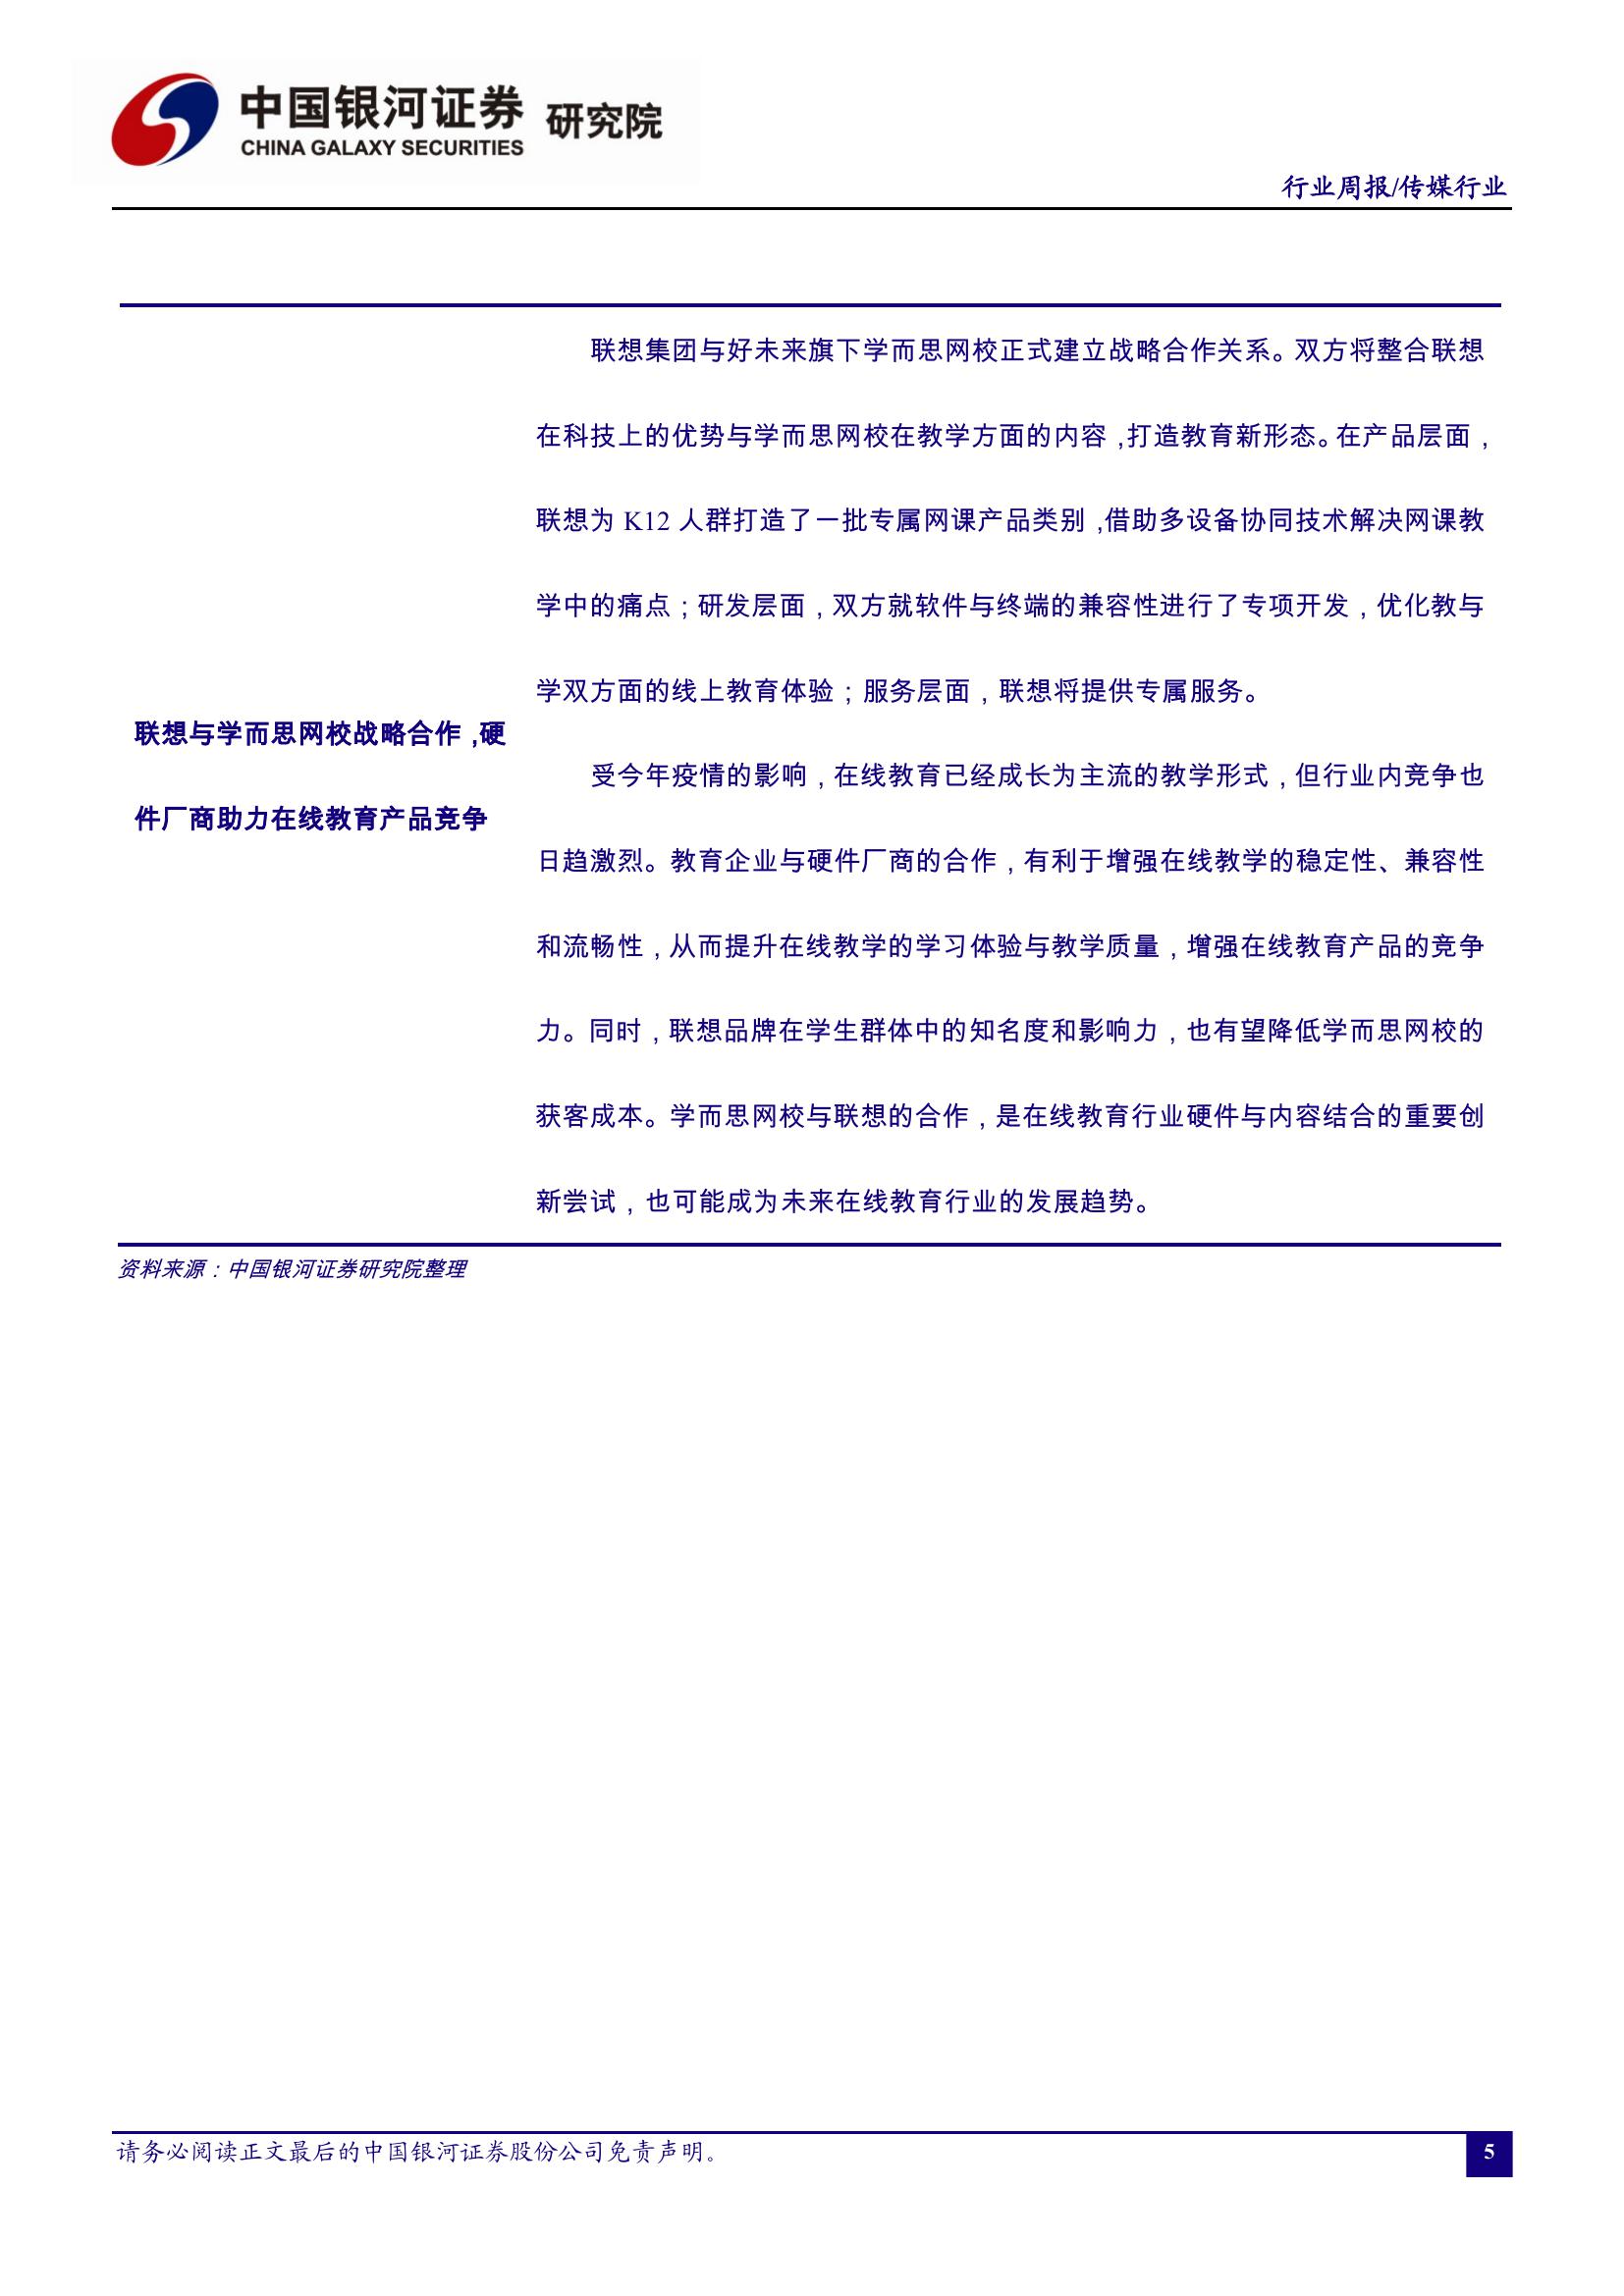 中国银河证券 研究院
CHINA GALAXY SECURITIES
行业周报/传媒行业
联想与学而思网校战略合作，硬
件厂商助力在线教育产品竞争
联想集团与好未来旗下学而思网校正式建立战略合作关系。双方将整合联想
在科技上的优势与学而思网校在教学方面的内容，打造教育新形态。在产品层面，
联想为 K12 人群打造了一批专属网课产品类别，借助多设备协同技术解决网课教
学中的痛点；研发层面，双方就软件与终端的兼容性进行了专项开发，优化教与
学双方面的线上教育体验；服务层面，联想将提供专属服务。
受今年疫情的影响，在线教育已经成长为主流的教学形式，但行业内竞争也
日趋激烈。教育企业与硬件厂商的合作，有利于增强在线教学的稳定性、兼容性
和流畅性，从而提升在线教学的学习体验与教学质量，增强在线教育产品的竞争
力。同时，联想品牌在学生群体中的知名度和影响力，也有望降低学而思网校的
获客成本。学而思网校与联想的合作，是在线教育行业硬件与内容结合的重要创
新尝试，也可能成为未来在线教育行业的发展趋势。
资料来源：中国银河证券研究院整理
请务必阅读正文最后的中国银河证券股份公司免责声明。
5